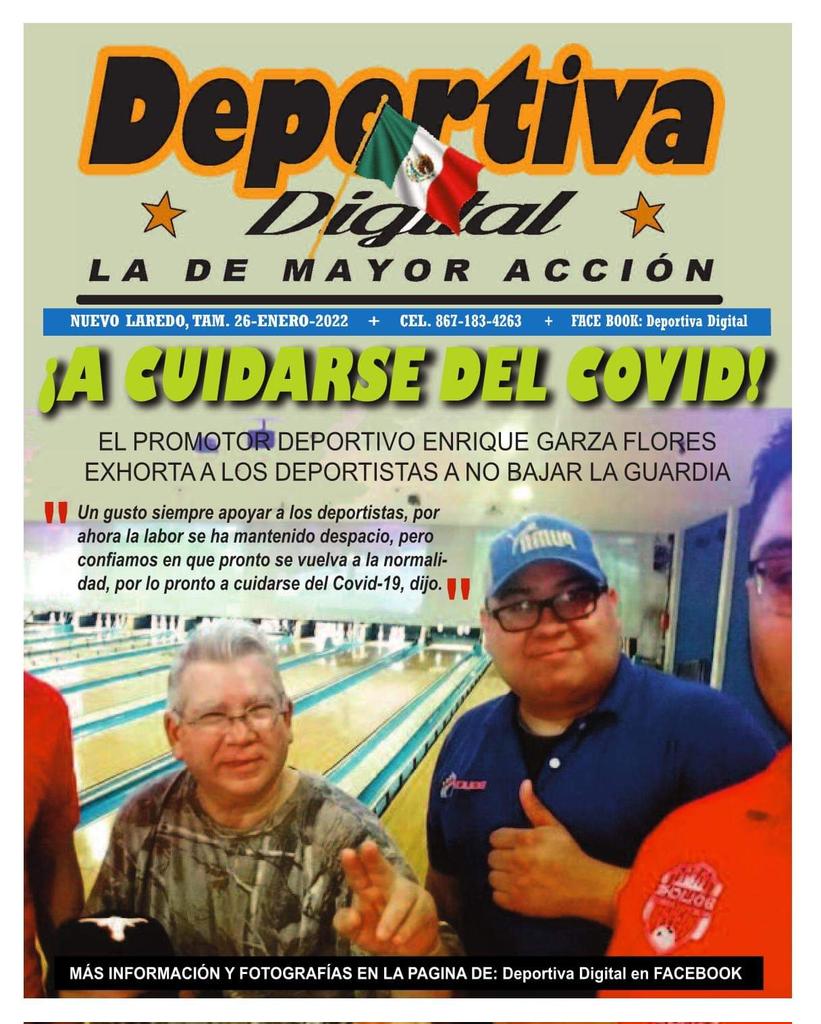 Deportiva
Digital
LA DE MAYOR ACCIÓN
NUEVO LAREDO, TAM. 26-ENERO-2022 + CEL. 867-183-4263 + FACE BOOK: Deportiva Digital
¡A CUIDARSE DEL COVID!
EL PROMOTOR DEPORTIVO ENRIQUE GARZA FLORES
EXHORTA A LOS DEPORTISTAS A NO BAJAR LA GUARDIA
" Un gusto siempre apoyar a los deportistas, por
ahora la labor se ha mantenido despacio, pero
confiamos en que pronto se vuelva a la normali-
dad, por lo pronto a cuidarse del Covid-19, dijo. "
PUMA
MÁS INFORMACIÓN Y FOTOGRAFÍAS EN LA PAGINA DE: Deportiva Digital en FACEBOOK